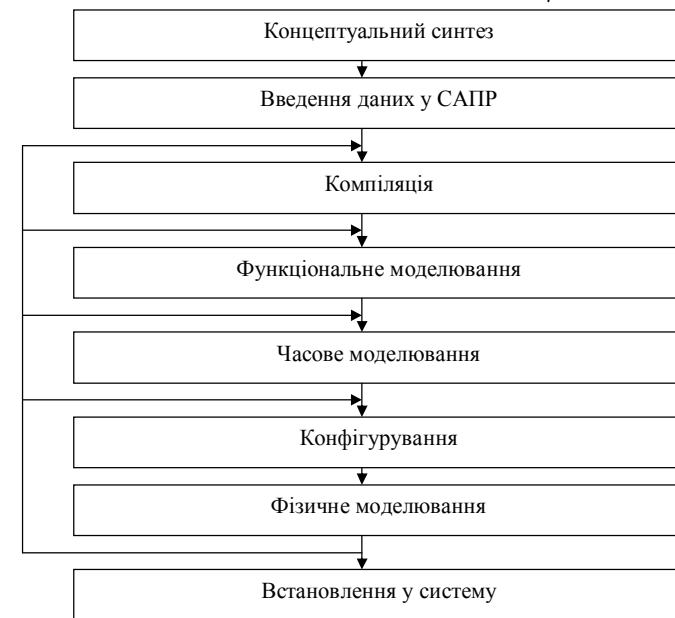 Концептуальний синтез
Введення даних у САПР
Компіляція
Функціональне моделювання
Часове моделювання
Конфігурування
Фізичне моделювання
Встановлення у систему